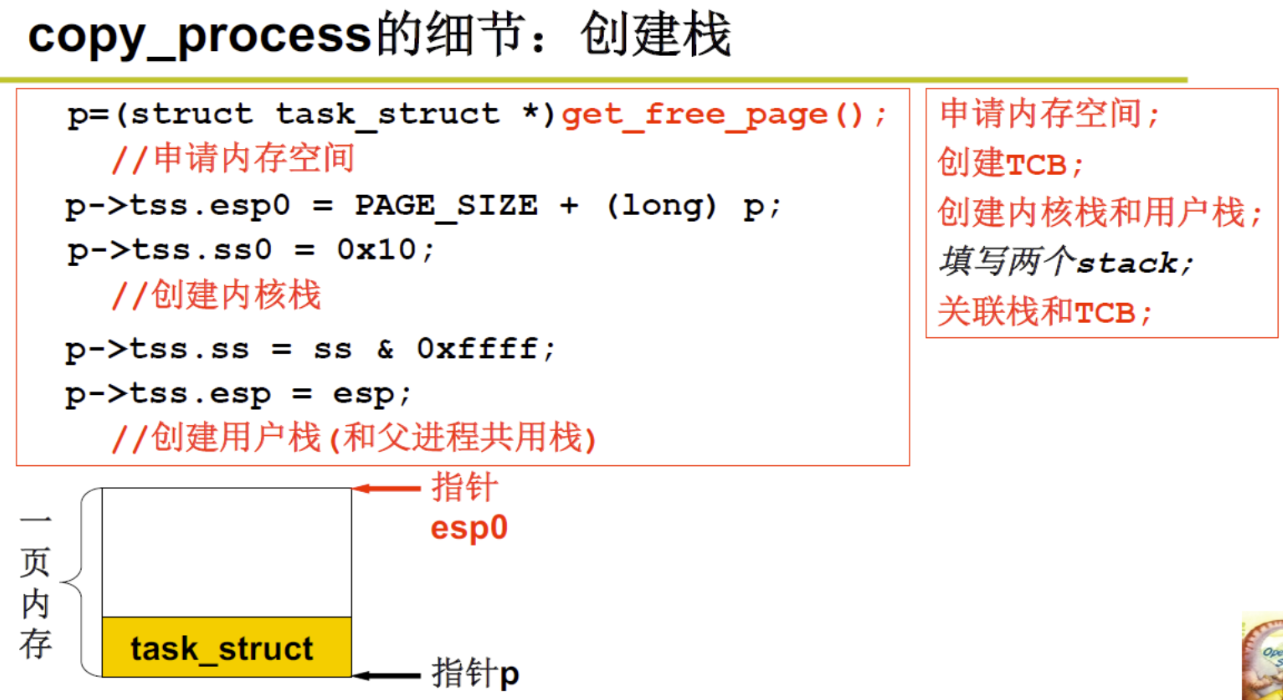 copy_process的细节：创建栈
p=(struct task_struct *)get_free_page();
//申请内存空间
p->tss.esp0 = PAGE_SIZE + (long) p;
p->tss.ss0 = 0x10;
//创建内核栈
p->tss.ss = ss & 0xffff;
p->tss.esp = esp;
//创建用户栈(和父进程共用栈)
申请内存空间;
创建TCB;
创建内核栈和用户栈;
填写两个stack;
关联栈和TCB;
一页内存
指针
esp0
task_struct
指针p